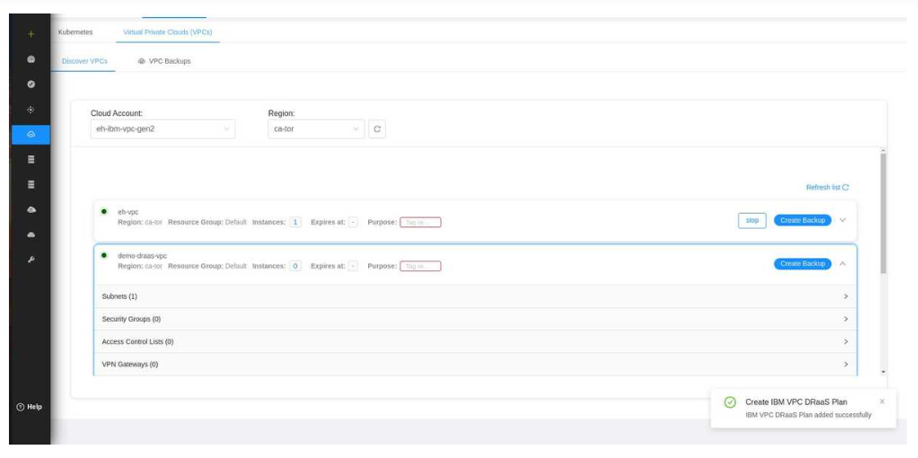 Kubernetes Virtual Private Clouds (VPCs)
Discover VPCs VPC Backups
Cloud Account: Region:
eh-ibm-vpc-gen2 ca-tor
Refresh list
eh-vpc
Region: ca-tor Resource Group: Default Instances: 1 Expires at: - Purpose: Tag re...
stop Create Backup
demo-draas-vpc
Region: ca-tor Resource Group: Default Instances: 0 Expires at: - Purpose: Tag re...
Create Backup
Subnets (1)
Security Groups (0)
Access Control Lists (0)
VPN Gateways (0)
Help
Create IBM VPC DRaaS Plan
IBM VPC DRaaS Plan added successfully